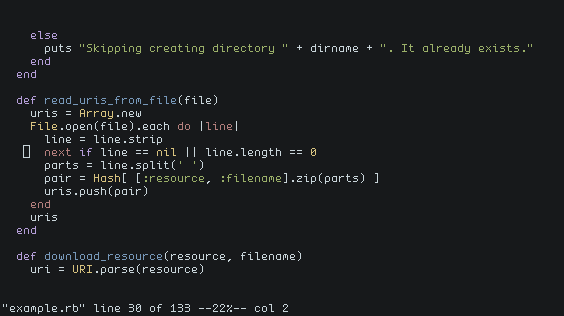 else
puts "Skipping creating directory " + dirname + ". It already exists."
end
end
def read_uris_from_file(file)
uris = Array.new
File.open(file).each do |line|
line = line.strip
next if line == nil || line.length == 0
parts = line.split(' ')
pair = Hash[ [:resource, :filename].zip(parts) ]
uris.push(pair)
end
uris
end
def download_resource(resource, filename)
uri = URI.parse(resource)
"example.rb" line 30 of 133 --22%-- col 2